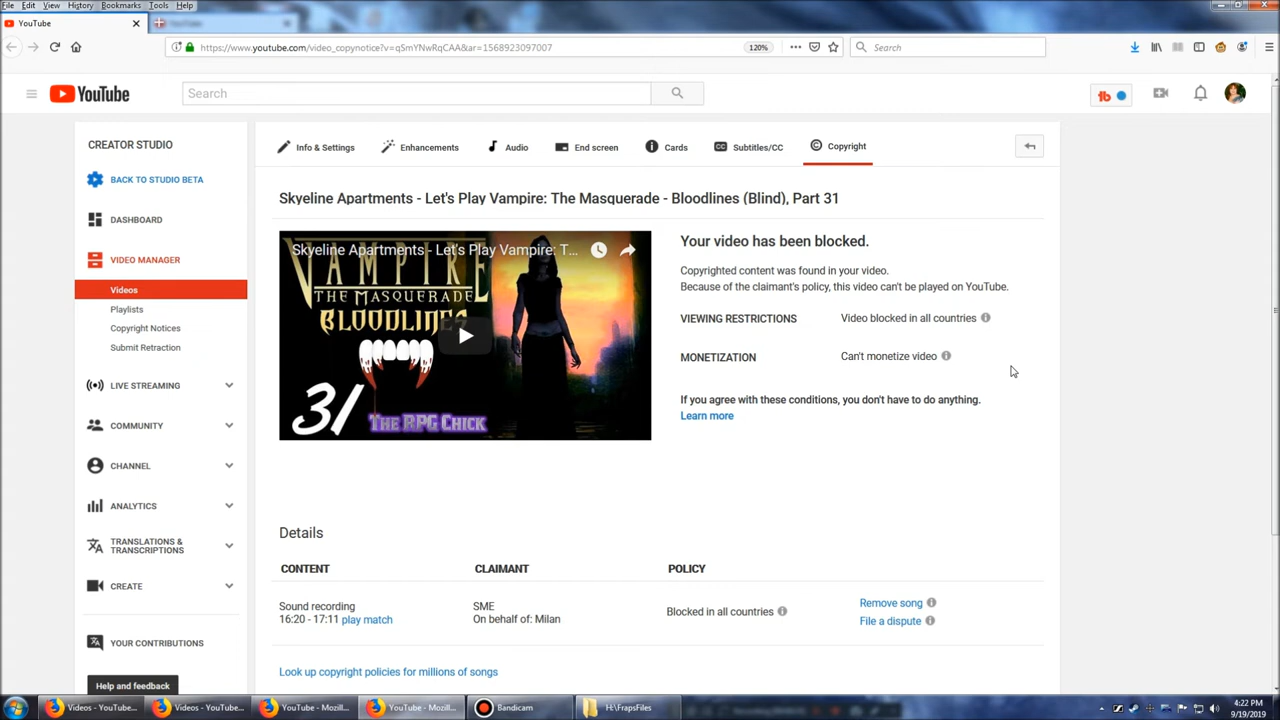 File Edit View History Bookmarks Tools Help
YouTube
https://www.youtube.com/video_copynotice?v=qSmYNwRqCAA&ar=1568923097007
120%
Search
YouTube
Search
CREATOR STUDIO
BACK TO STUDIO BETA
DASHBOARD
VIDEO MANAGER
Videos
Playlists
Copyright Notices
Submit Retraction
LIVE STREAMING
COMMUNITY
CHANNEL
ANALYTICS
TRANSLATIONS &
TRANSCRIPTIONS
CREATE
YOUR CONTRIBUTIONS
Help and feedback
Info & Settings Enhancements Audio End screen Cards CC Subtitles/CC Copyright
Skyeline Apartments - Let's Play Vampire: The Masquerade - Bloodlines (Blind), Part 31
Skyeline Apartments - Let's Play Vampire: T...
VAMPIRE
THE MASQUERADE
BLOODLINES
31
THE RPG CHICK
Your video has been blocked.
Copyrighted content was found in your video.
Because of the claimant's policy, this video can't be played on YouTube.
VIEWING RESTRICTIONS Video blocked in all countries
MONETIZATION Can't monetize video
If you agree with these conditions, you don't have to do anything.
Learn more
Details
CONTENT CLAIMANT POLICY
Sound recording SME Blocked in all countries Remove song
16:20 - 17:11 play match On behalf of: Milan File a dispute
Look up copyright policies for millions of songs
Videos - YouTube... Videos - YouTube... YouTube - Mozill... YouTube - Mozill... Bandicam H:\FrapsFiles
4:22 PM
9/19/2019